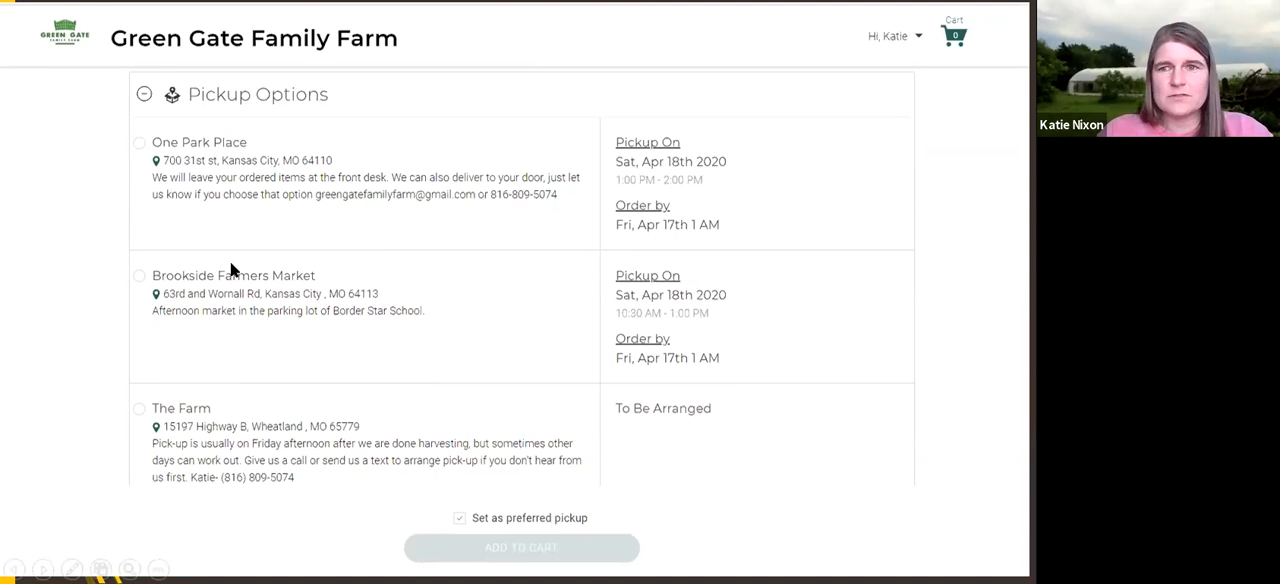 GREEN GATE
FAMILY FARM
Green Gate Family Farm
Hi, Katie
Cart
0
Pickup Options
One Park Place
700 31st st, Kansas City, MO 64110
We will leave your ordered items at the front desk. We can also deliver to your door, just let
us know if you choose that option greengatefamilyfarm@gmail.com or 816-809-5074
Pickup On
Sat, Apr 18th 2020
1:00 PM - 2:00 PM
Order by
Fri, Apr 17th 1 AM
Brookside Farmers Market
63rd and Wornall Rd, Kansas City , MO 64113
Afternoon market in the parking lot of Border Star School.
Pickup On
Sat, Apr 18th 2020
10:30 AM - 1:00 PM
Order by
Fri, Apr 17th 1 AM
The Farm
15197 Highway B, Wheatland , MO 65779
Pick-up is usually on Friday afternoon after we are done harvesting, but sometimes other
days can work out. Give us a call or send us a text to arrange pick-up if you don't hear from
us first. Katie- (816) 809-5074
To Be Arranged
Set as preferred pickup
ADD TO CART
Katie Nixon